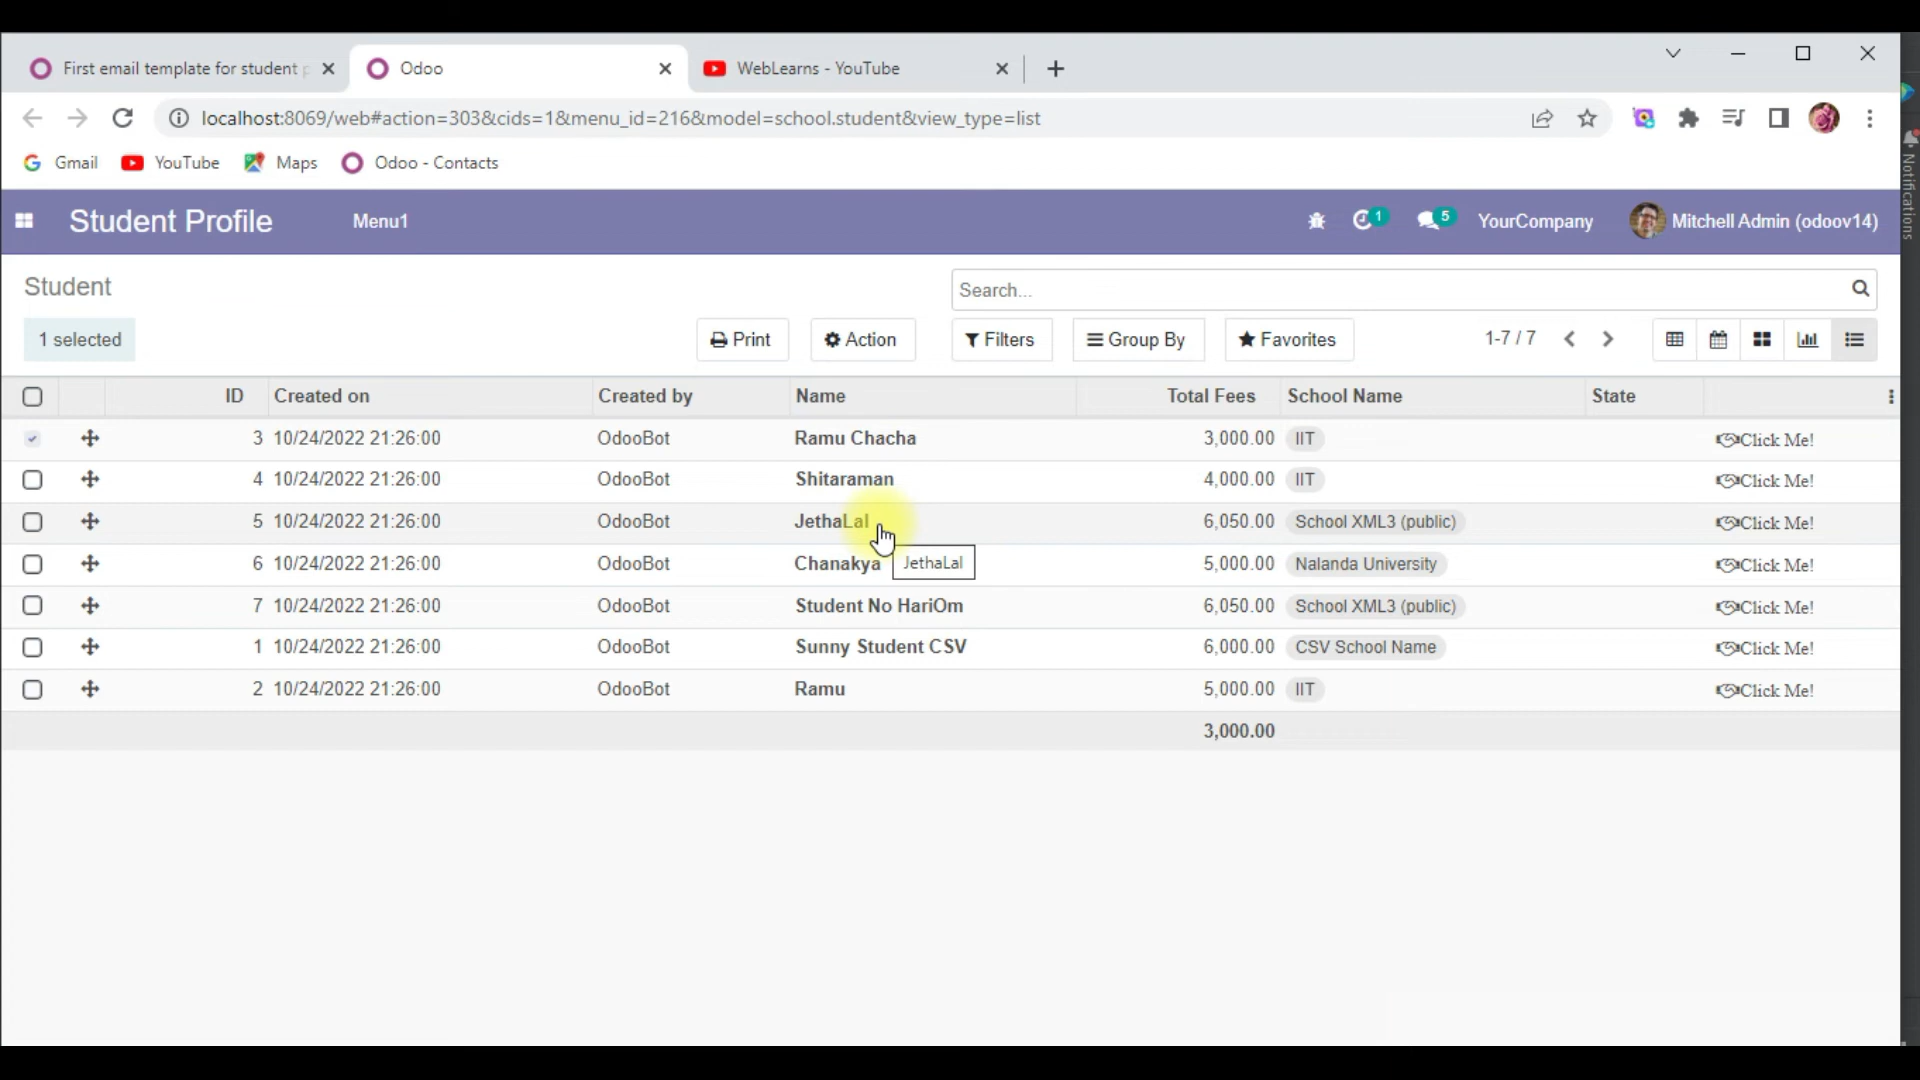 First email template for student p
Odoo
WebLearns - YouTube
localhost:8069/web#action=303&cids=1&menu_id=216&model=school.student&view_type=list
Gmail YouTube Maps Odoo - Contacts
Notifications
Student Profile Menu1 1 5 YourCompany Mitchell Admin (odoov14)
Student
Search...
1 selected Print Action Filters Group By Favorites 1-7 / 7
ID Created on Created by Name Total Fees School Name State
3 10/24/2022 21:26:00 OdooBot Ramu Chacha 3,000.00 IIT Click Me!
4 10/24/2022 21:26:00 OdooBot Shitaraman 4,000.00 IIT Click Me!
5 10/24/2022 21:26:00 OdooBot JethaLal 6,050.00 School XML3 (public) Click Me!
6 10/24/2022 21:26:00 OdooBot Chanakya 5,000.00 Nalanda University Click Me!
JethaLal
7 10/24/2022 21:26:00 OdooBot Student No HariOm 6,050.00 School XML3 (public) Click Me!
1 10/24/2022 21:26:00 OdooBot Sunny Student CSV 6,000.00 CSV School Name Click Me!
2 10/24/2022 21:26:00 OdooBot Ramu 5,000.00 IIT Click Me!
3,000.00